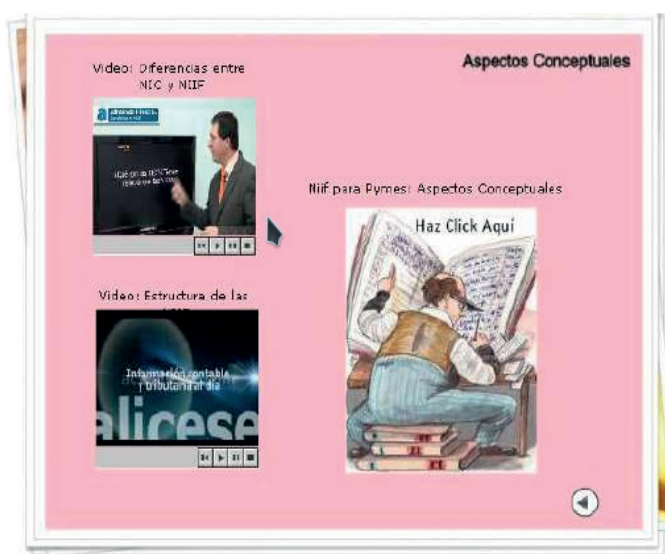 Aspectos Conceptuales
Video: Diferencias entre
NIC y NIIF
Niif para Pymes: Aspectos Conceptuales
Haz Click Aqui
Video: Estructura de las
Información contable
y tributaria al día
alicese